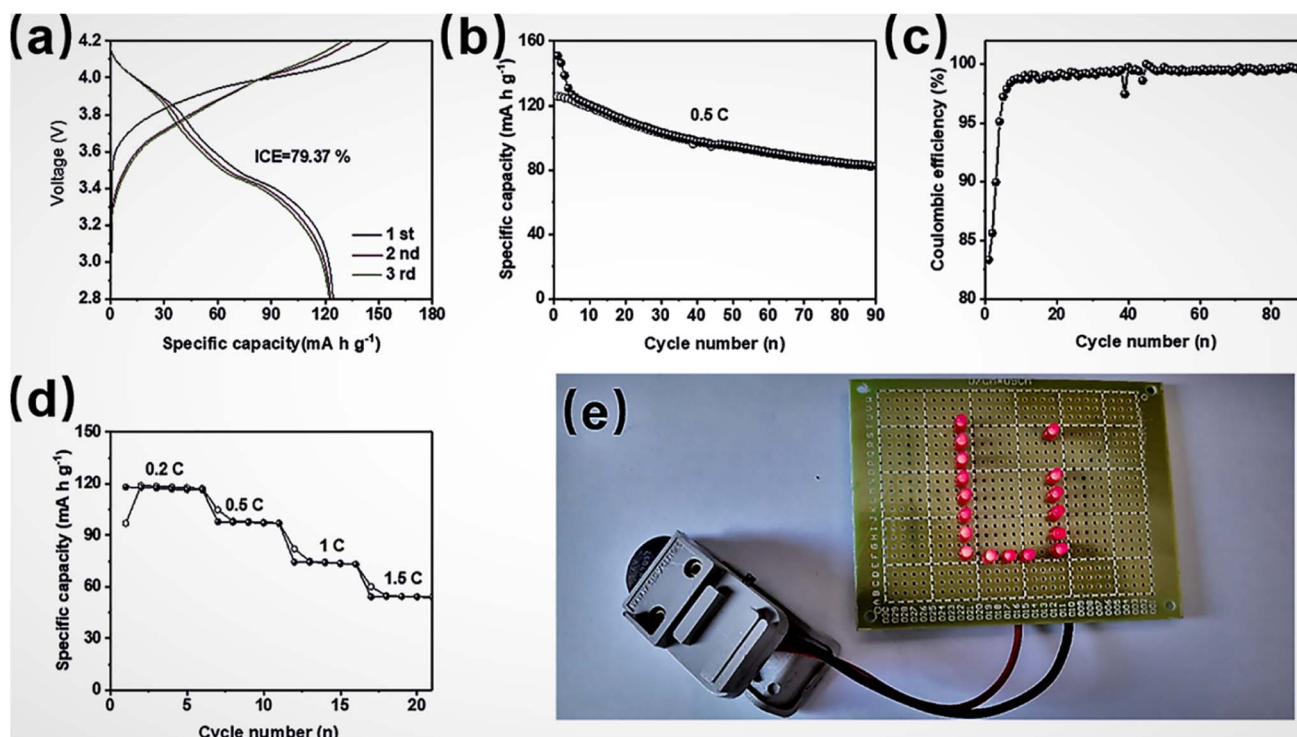 (a)
4.2
4.0
3.8
3.6
3.4
3.2
3.0
2.8
Voltage (V)
ICE=79.37 %
1 st
2 nd
3 rd
0 30 60 90 120 150 180
Specific capacity(mA h g⁻¹)
(b)
160
120
80
40
0
Specific capacity (mA h g⁻¹)
0.5 C
0 10 20 30 40 50 60 70 80 90
Cycle number (n)
(c)
100
95
90
85
80
Coulombic efficiency (%)
0 20 40 60 80
Cycle number (n)
(d)
150
120
90
60
30
0
Specific capacity (mA h g⁻¹)
0.2 C
0.5 C
1 C
1.5 C
0 5 10 15 20
Cycle number (n)
(e)